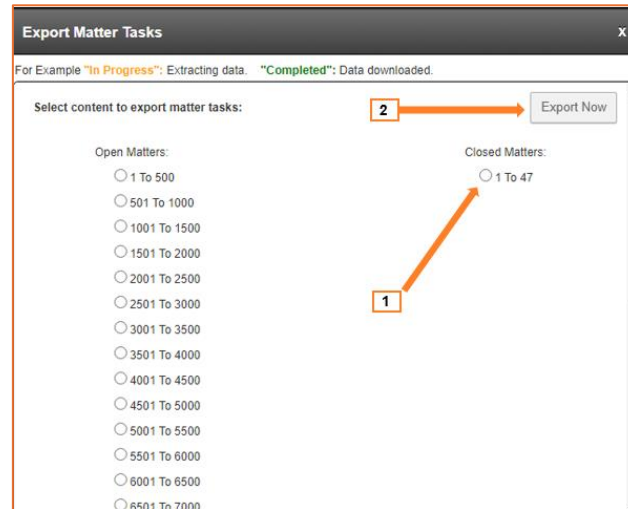 Export Matter Tasks X
For Example "In Progress": Extracting data. "Completed": Data downloaded.
Select content to export matter tasks: 2 Export Now
Open Matters: Closed Matters:
1 To 500 1 To 47
501 To 1000
1001 To 1500
1501 To 2000
2001 To 2500
2501 To 3000 1
3001 To 3500
3501 To 4000
4001 To 4500
4501 To 5000
5001 To 5500
5501 To 6000
6001 To 6500
6501 To 7000